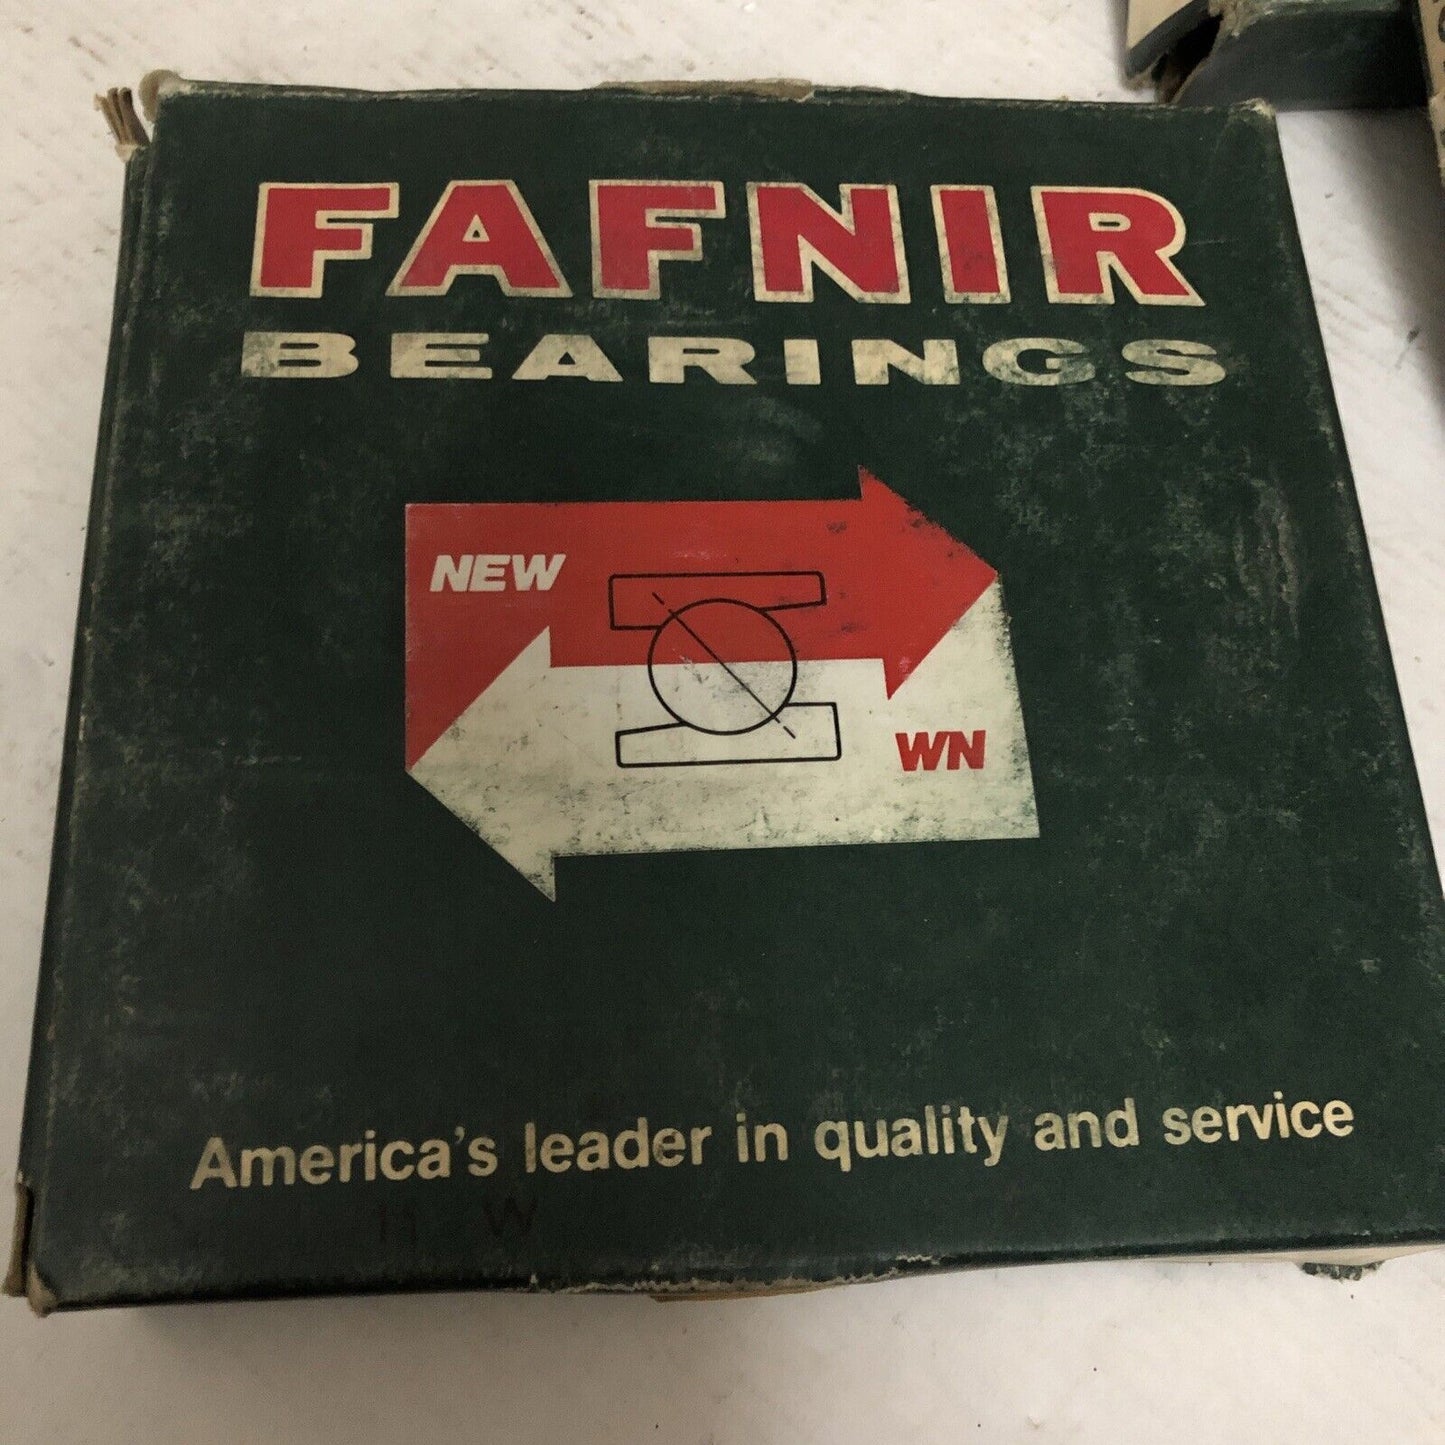 FAFNIR
BEARINGS
NEW
WN
America's leader in quality and service